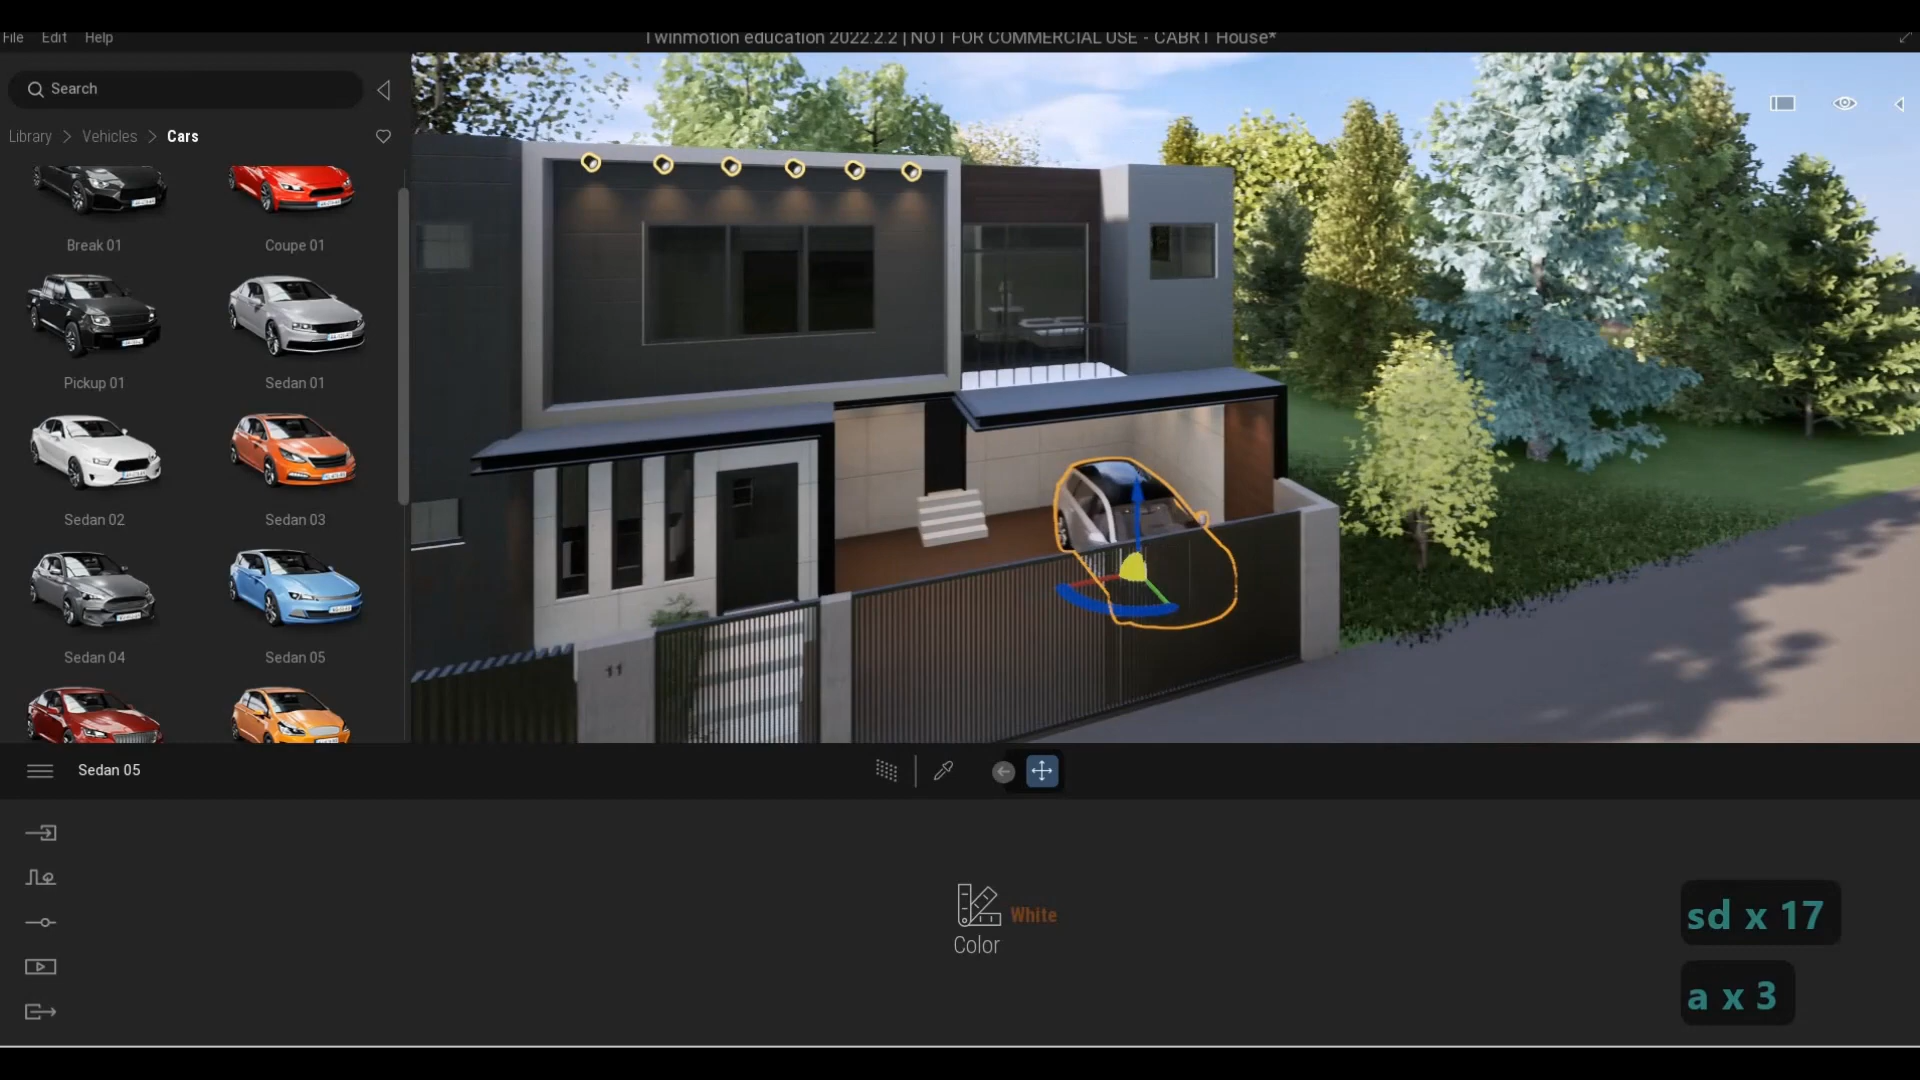 Twinmotion education 2022.2.2 | NOT FOR COMMERCIAL USE - CABRT House*
File Edit Help
Search
Library > Vehicles > Cars
Break 01 Coupe 01
Pickup 01 Sedan 01
Sedan 02 Sedan 03
Sedan 04 Sedan 05
11
Sedan 05
White
Color
sd x 17
a x 3